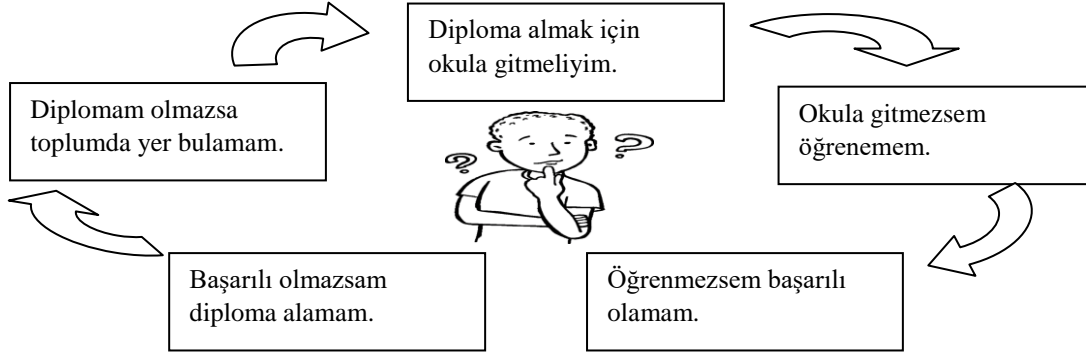 Diploma almak için
okula gitmeliyim.
Okula gitmezsem
öğrenemem.
Öğrenmezsem başarılı
olamam.
Başarılı olmazsam
diploma alamam.
Diplomam olmazsa
toplumda yer bulamam.
? ?